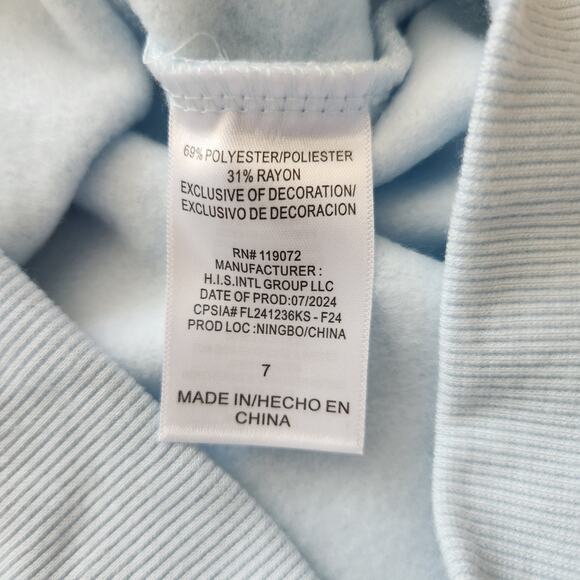 69% POLYESTER/POLIESTER
31% RAYON
EXCLUSIVE OF DECORATION/
EXCLUSIVO DE DECORACION
RN# 119072
MANUFACTURER :
H.I.S.INTL GROUP LLC
DATE OF PROD:07/2024
CPSIA# FL241236KS - F24
PROD LOC :NINGBO/CHINA
7
MADE IN/HECHO EN
CHINA